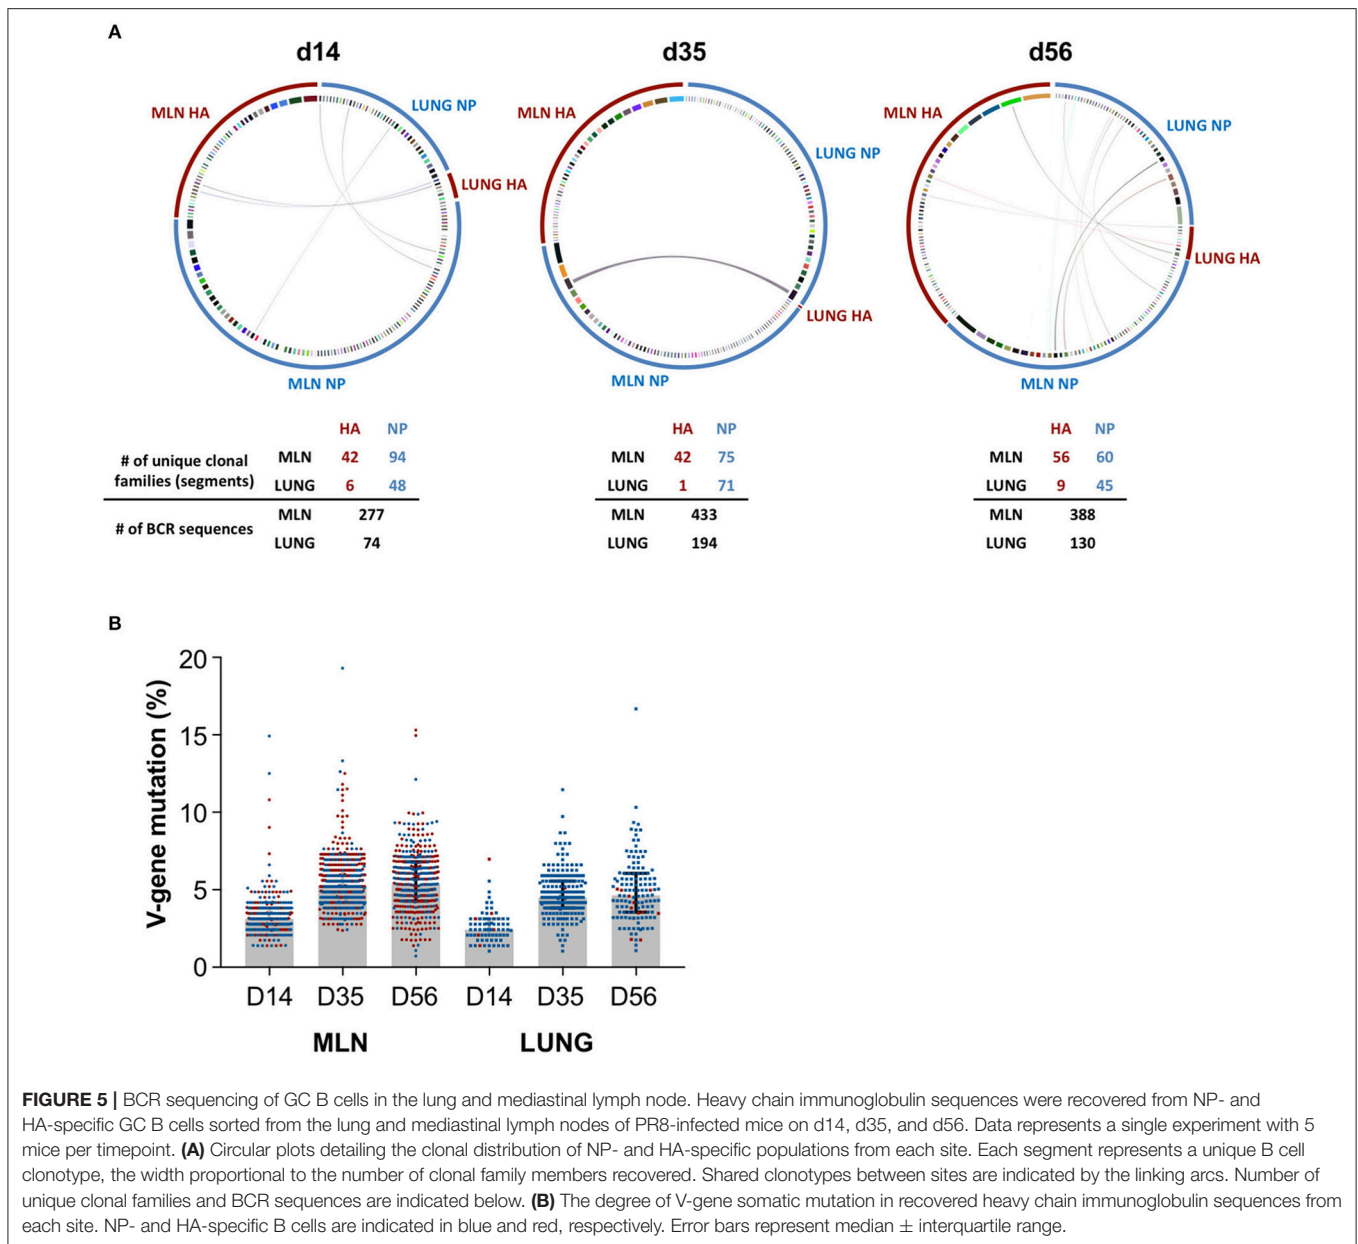 A
d14
d35
d56
MLN HA
LUNG NP
LUNG HA
MLN NP
MLN HA
LUNG NP
LUNG HA
MLN NP
MLN HA
LUNG NP
LUNG HA
MLN NP
HA NP
# of unique clonal families (segments)
MLN 42 94
LUNG 6 48
# of BCR sequences
MLN 277
LUNG 74
HA NP
MLN 42 75
LUNG 1 71
MLN 433
LUNG 194
HA NP
MLN 56 60
LUNG 9 45
MLN 388
LUNG 130
B
V-gene mutation (%)
20
15
10
5
0
D14 D35 D56 D14 D35 D56
MLN LUNG
FIGURE 5 | BCR sequencing of GC B cells in the lung and mediastinal lymph node. Heavy chain immunoglobulin sequences were recovered from NP- and
HA-specific GC B cells sorted from the lung and mediastinal lymph nodes of PR8-infected mice on d14, d35, and d56. Data represents a single experiment with 5
mice per timepoint. (A) Circular plots detailing the clonal distribution of NP- and HA-specific populations from each site. Each segment represents a unique B cell
clonotype, the width proportional to the number of clonal family members recovered. Shared clonotypes between sites are indicated by the linking arcs. Number of
unique clonal families and BCR sequences are indicated below. (B) The degree of V-gene somatic mutation in recovered heavy chain immunoglobulin sequences from
each site. NP- and HA-specific B cells are indicated in blue and red, respectively. Error bars represent median ± interquartile range.